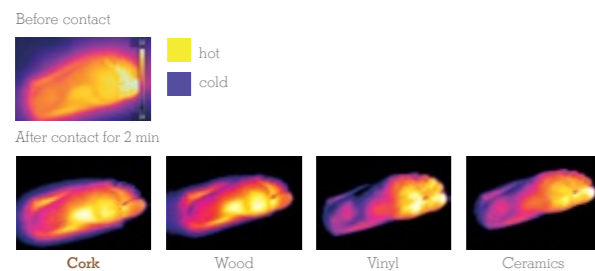 Before contact
hot
cold
After contact for 2 min
Cork Wood Vinyl Ceramics